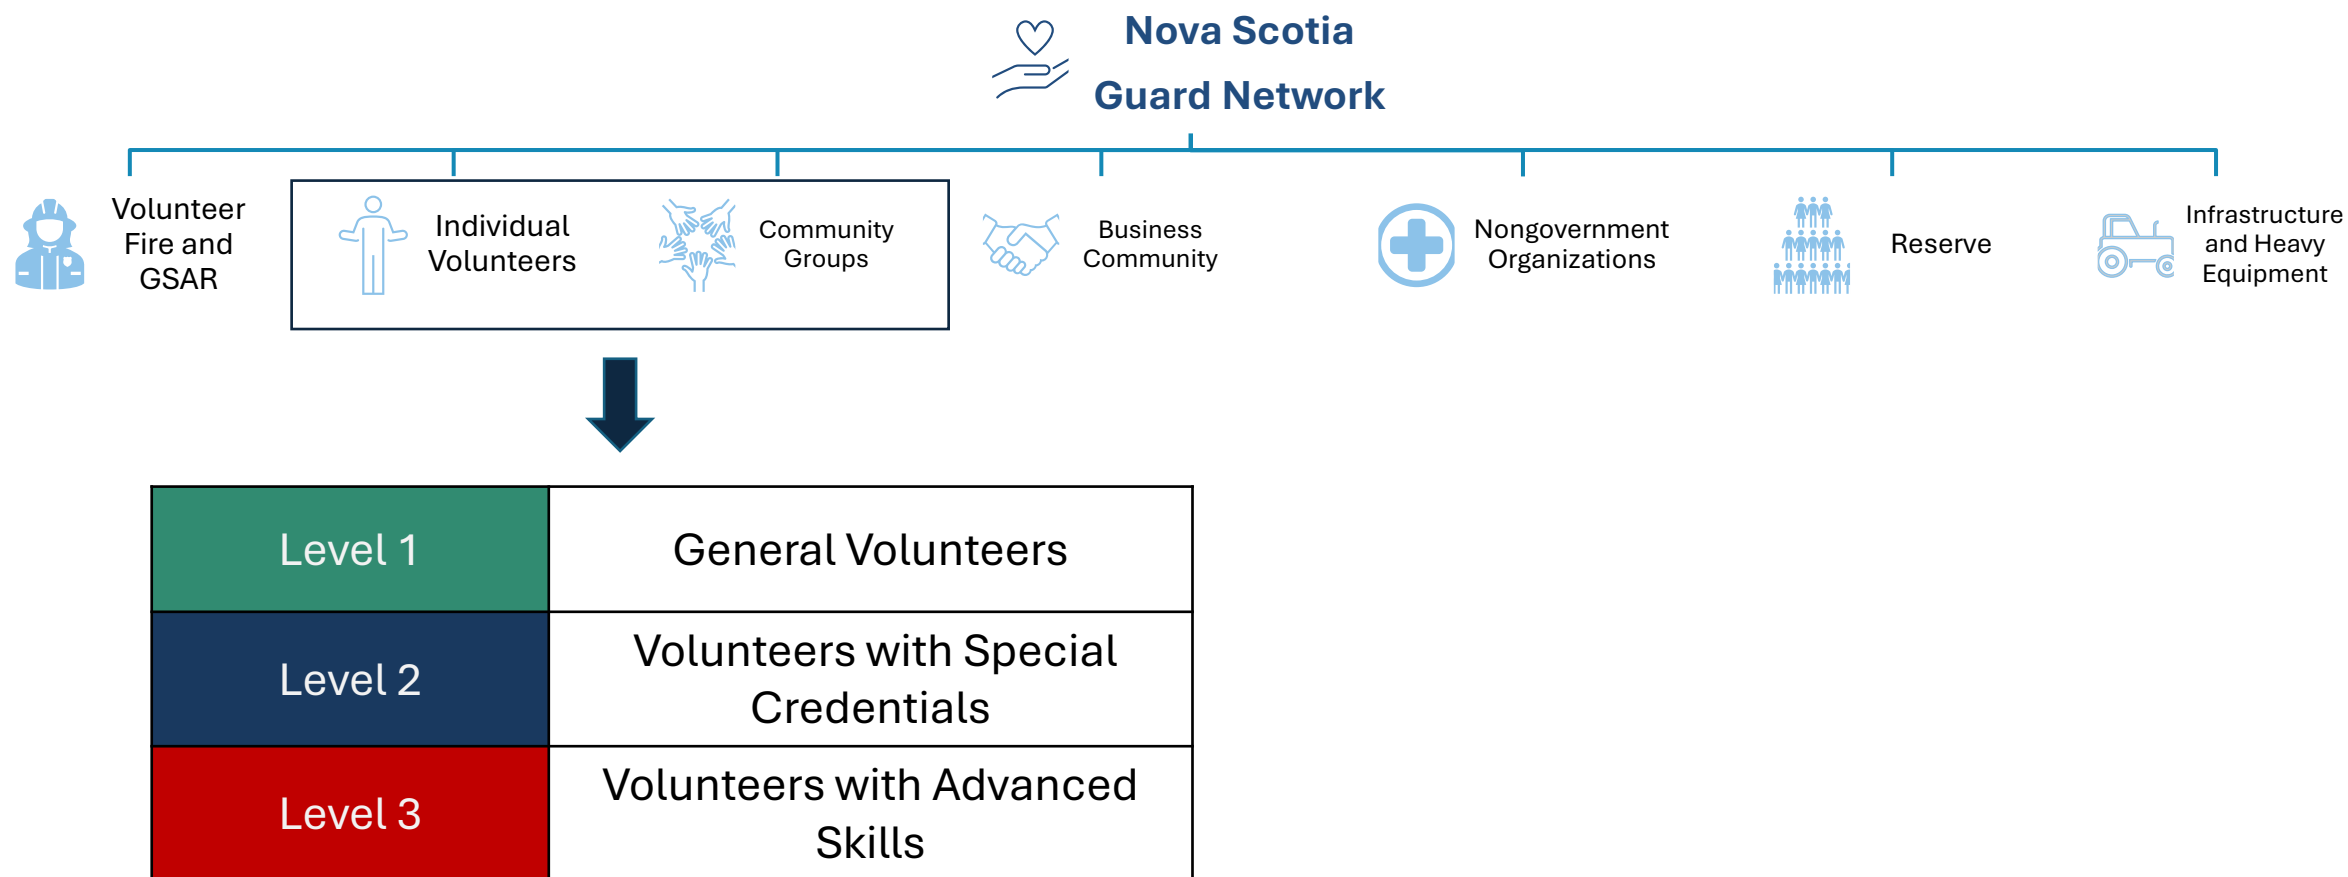 Nova Scotia
Guard Network
Volunteer
Fire and
GSAR
Individual
Volunteers
Community
Groups
Business
Community
Nongovernment
Organizations
Reserve
Infrastructure
and Heavy
Equipment
Level 1
General Volunteers
Level 2
Volunteers with Special
Credentials
Level 3
Volunteers with Advanced
Skills